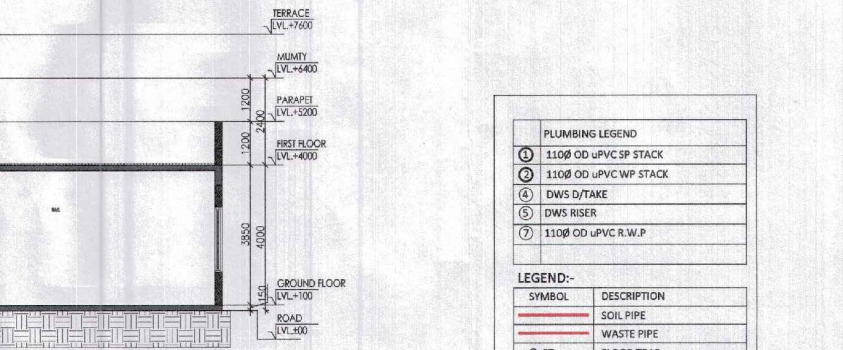 TERRACE
LVL.+7600
MUMTY
LVL.+6400
1200
PARAPET
LVL.+5200
2400
1200
FIRST FLOOR
LVL.+4000
3850
4000
GROUND FLOOR
LVL.+100
150
ROAD
LVL.±00
PLUMBING LEGEND
1 110Ø OD uPVC SP STACK
2 110Ø OD uPVC WP STACK
4 DWS D/TAKE
5 DWS RISER
7 110Ø OD uPVC R.W.P
LEGEND:-
SYMBOL DESCRIPTION
SOIL PIPE
WASTE PIPE